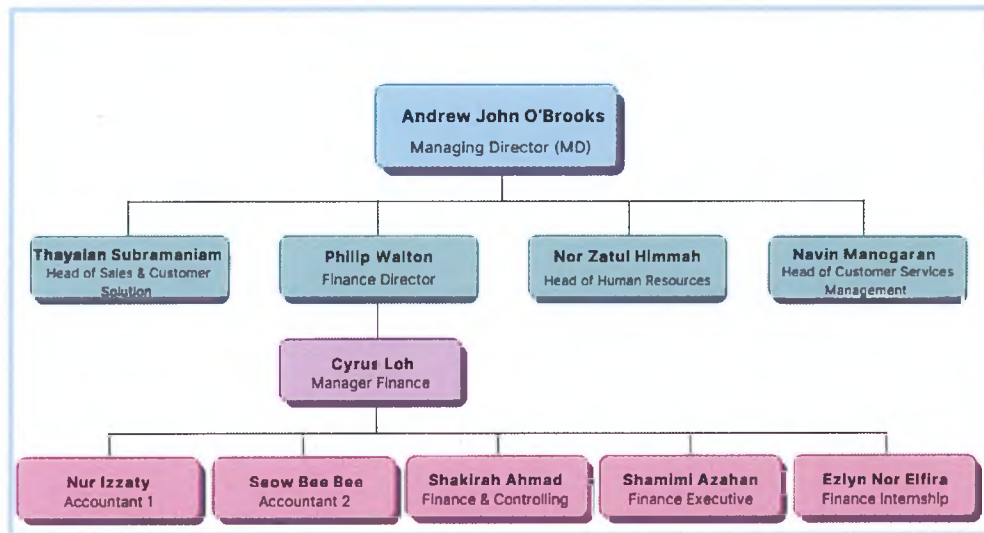 Andrew John O'Brooks
Managing Director (MD)
Thayalan Subramaniam
Head of Sales & Customer
Solution
Philip Walton
Finance Director
Nor Zatul Himmah
Head of Human Resources
Navin Manogaran
Head of Customer Services
Management
Cyrus Loh
Manager Finance
Nur Izzaty
Accountant 1
Seow Bee Bee
Accountant 2
Shakirah Ahmad
Finance & Controlling
Shamimi Azahan
Finance Executive
Ezlyn Nor Elfira
Finance Internship